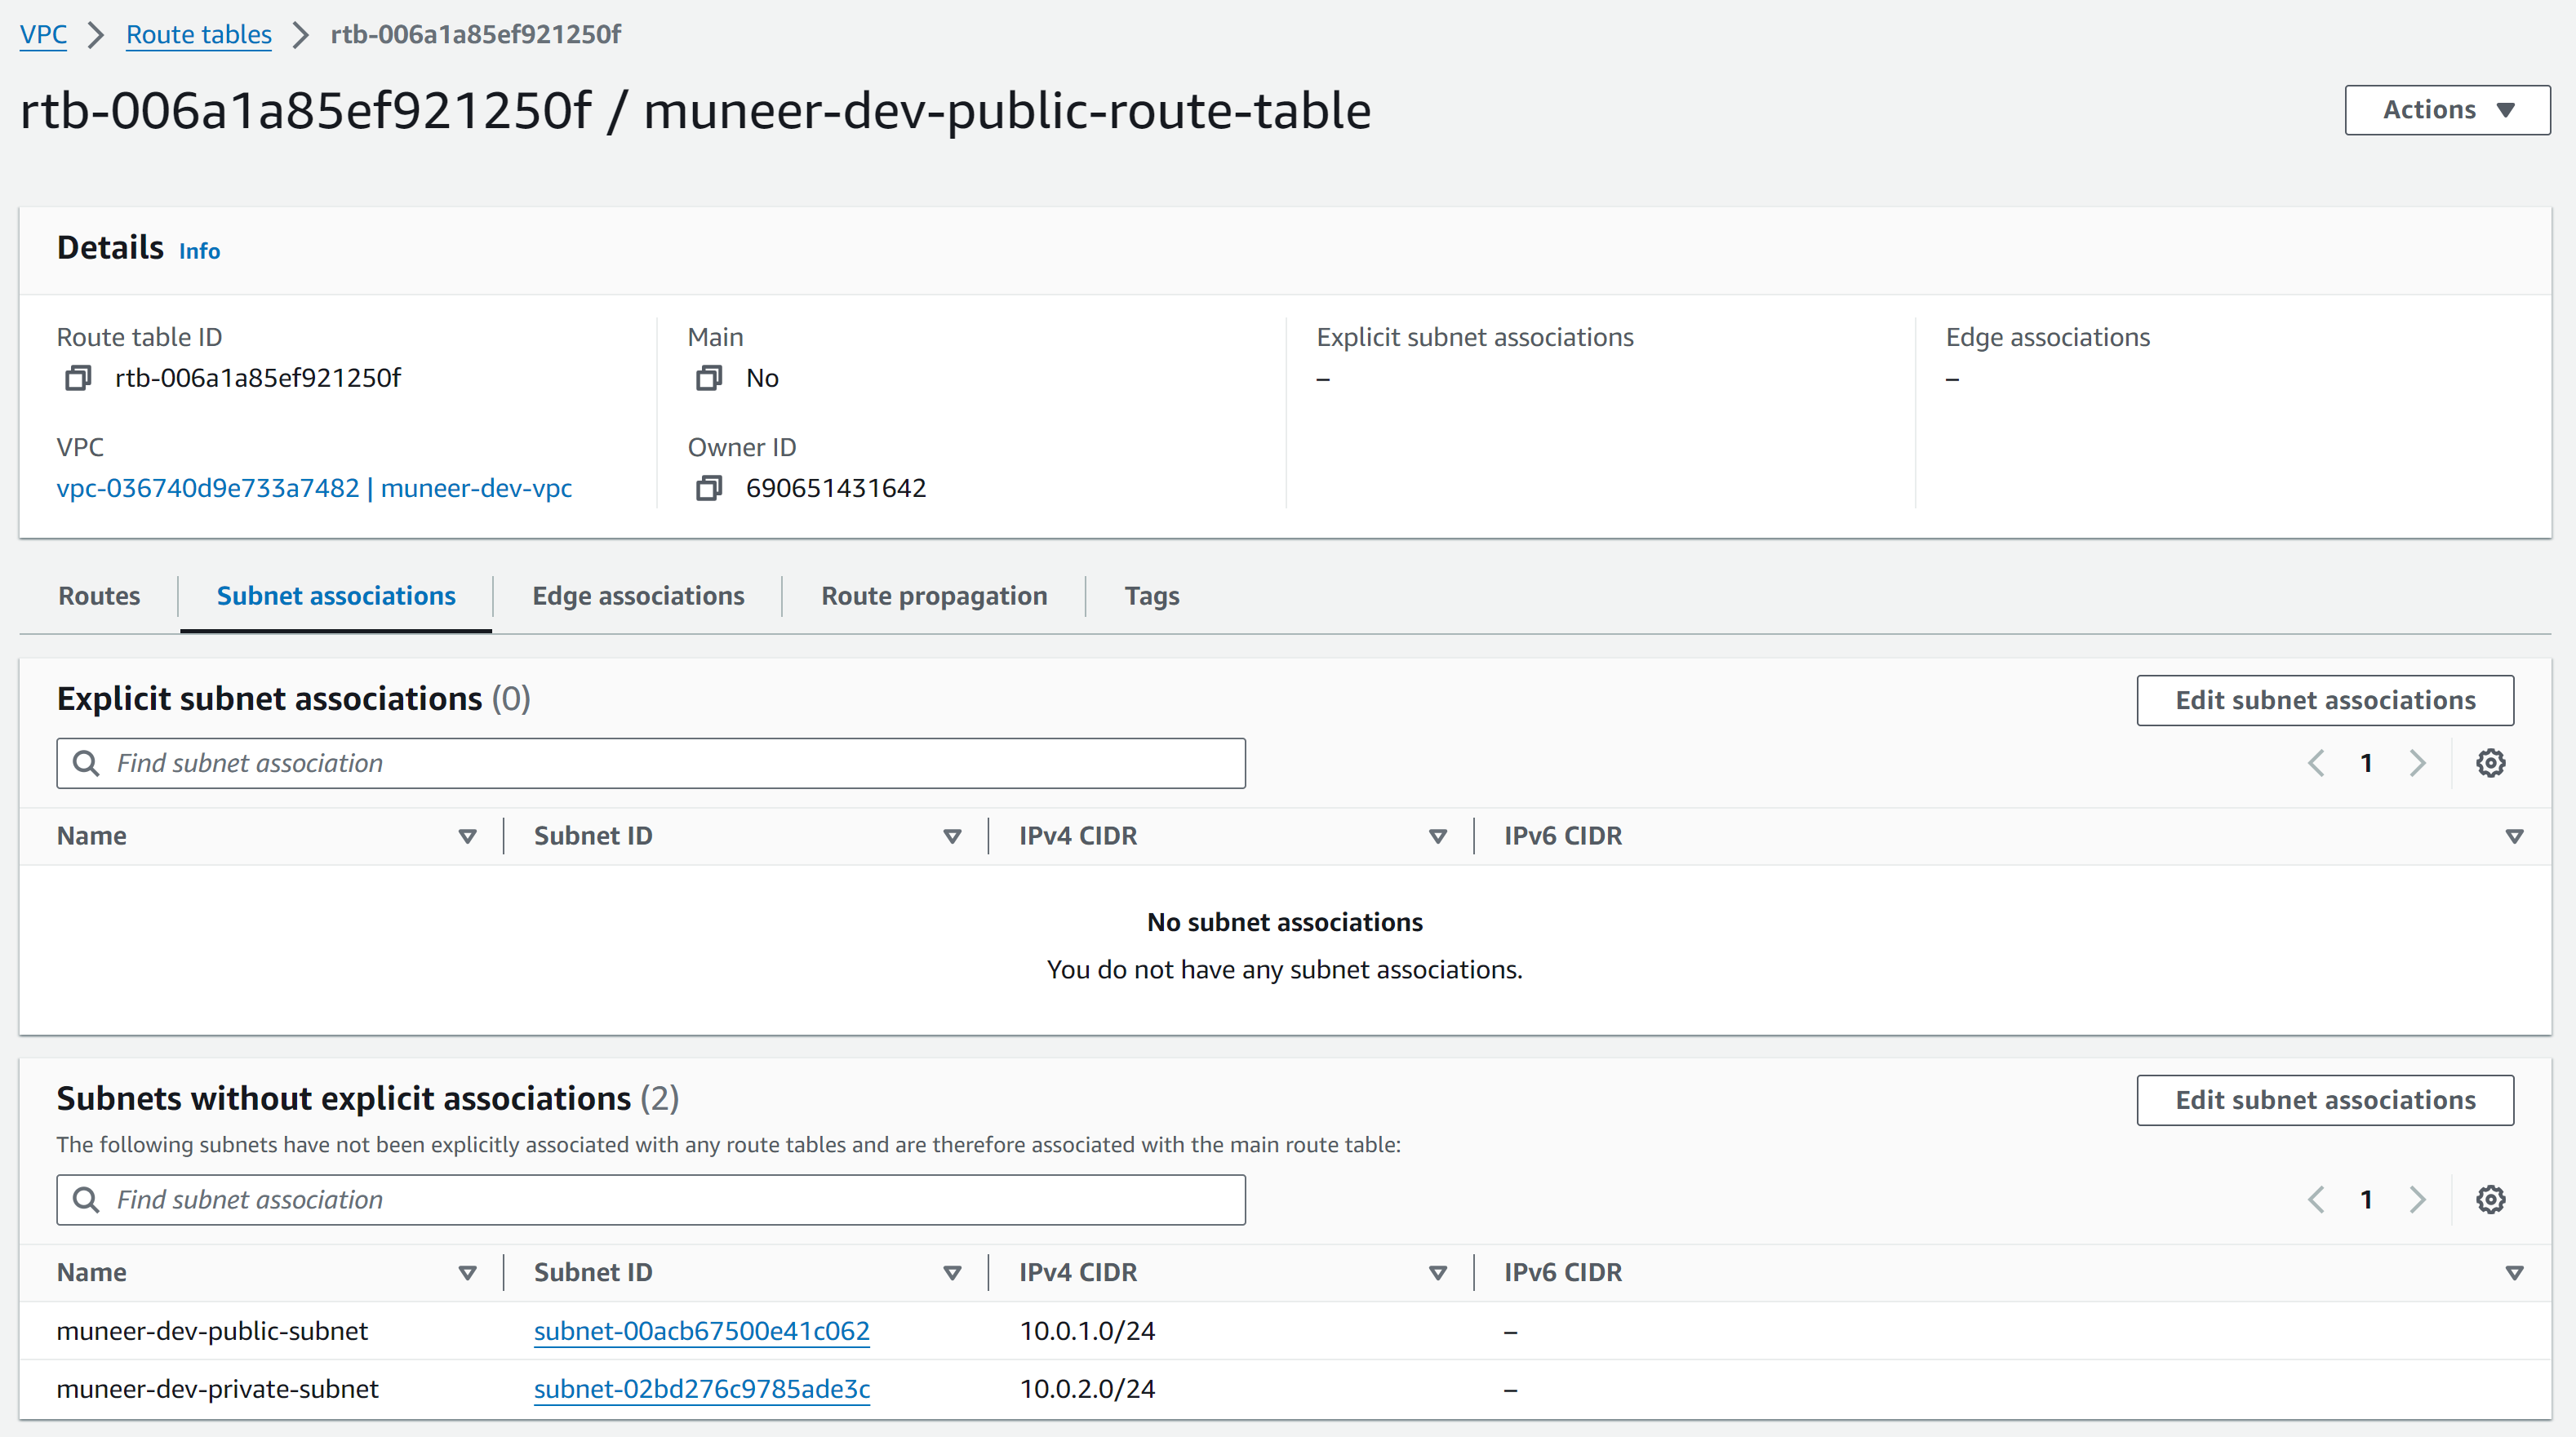 VPC > Route tables > rtb-006a1a85ef921250f
rtb-006a1a85ef921250f / muneer-dev-public-route-table
Actions
Details Info
Route table ID
rtb-006a1a85ef921250f
Main
No
Explicit subnet associations
–
Edge associations
–
VPC
vpc-036740d9e733a7482 | muneer-dev-vpc
Owner ID
690651431642
Routes
Subnet associations
Edge associations
Route propagation
Tags
Explicit subnet associations (0)
Edit subnet associations
Find subnet association
1
Name Subnet ID IPv4 CIDR IPv6 CIDR
No subnet associations
You do not have any subnet associations.
Subnets without explicit associations (2)
Edit subnet associations
The following subnets have not been explicitly associated with any route tables and are therefore associated with the main route table:
Find subnet association
1
Name Subnet ID IPv4 CIDR IPv6 CIDR
muneer-dev-public-subnet subnet-00acb67500e41c062 10.0.1.0/24 –
muneer-dev-private-subnet subnet-02bd276c9785ade3c 10.0.2.0/24 –